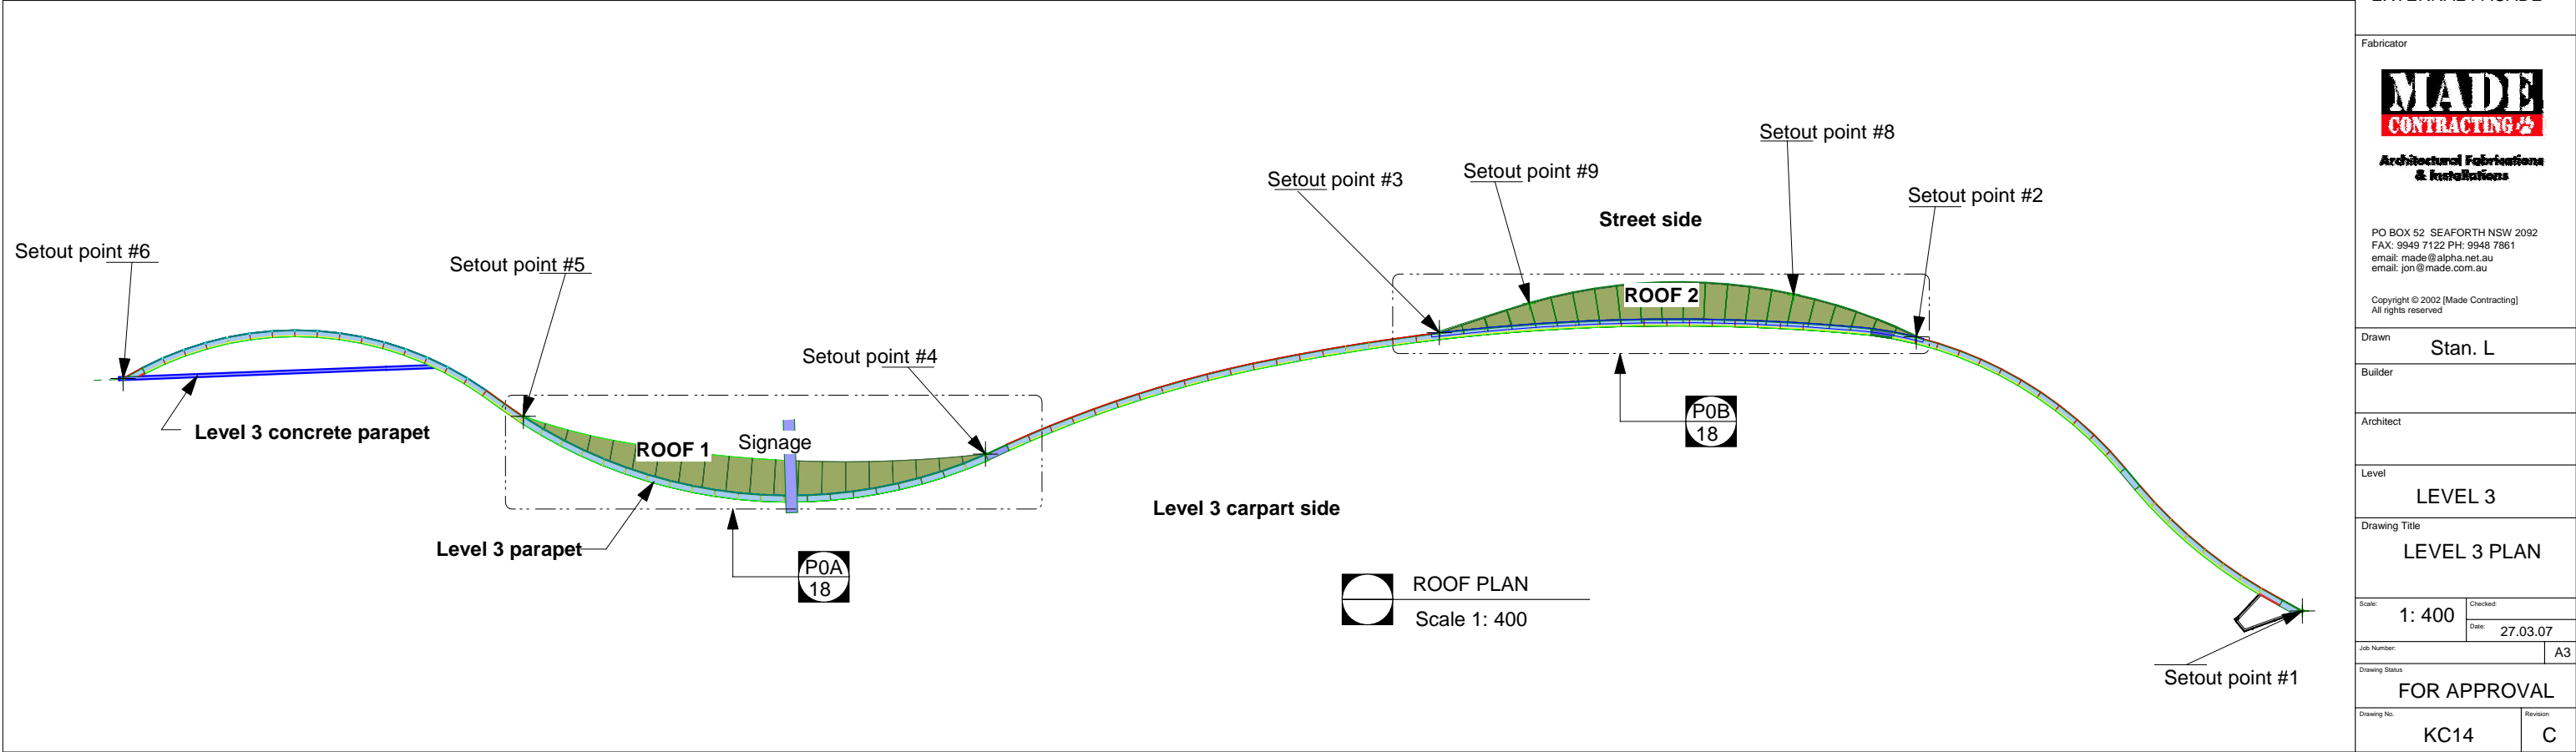 Setout point #6
Setout point #5
Setout point #4
Setout point #3
Setout point #9
Setout point #8
Setout point #2
Street side
ROOF 2
Level 3 concrete parapet
ROOF 1
Signage
P0B
18
Level 3 carpart side
Level 3 parapet
P0A
18
ROOF PLAN
Scale 1: 400
Setout point #1
Fabricator
MADE
CONTRACTING
Architectural Fabrications
& Installations
PO BOX 52 SEAFORTH NSW 2092
FAX: 9949 7122 PH: 9948 7861
email: made@alpha.net.au
email: jon@made.com.au
Copyright © 2002 [Made Contracting]
All rights reserved
Drawn
Stan. L
Builder
Architect
Level
LEVEL 3
Drawing Title
LEVEL 3 PLAN
Scale:
1: 400
Checked:
Date:
27.03.07
Job Number:
A3
Drawing Status
FOR APPROVAL
Drawing No.
KC14
Revision
C